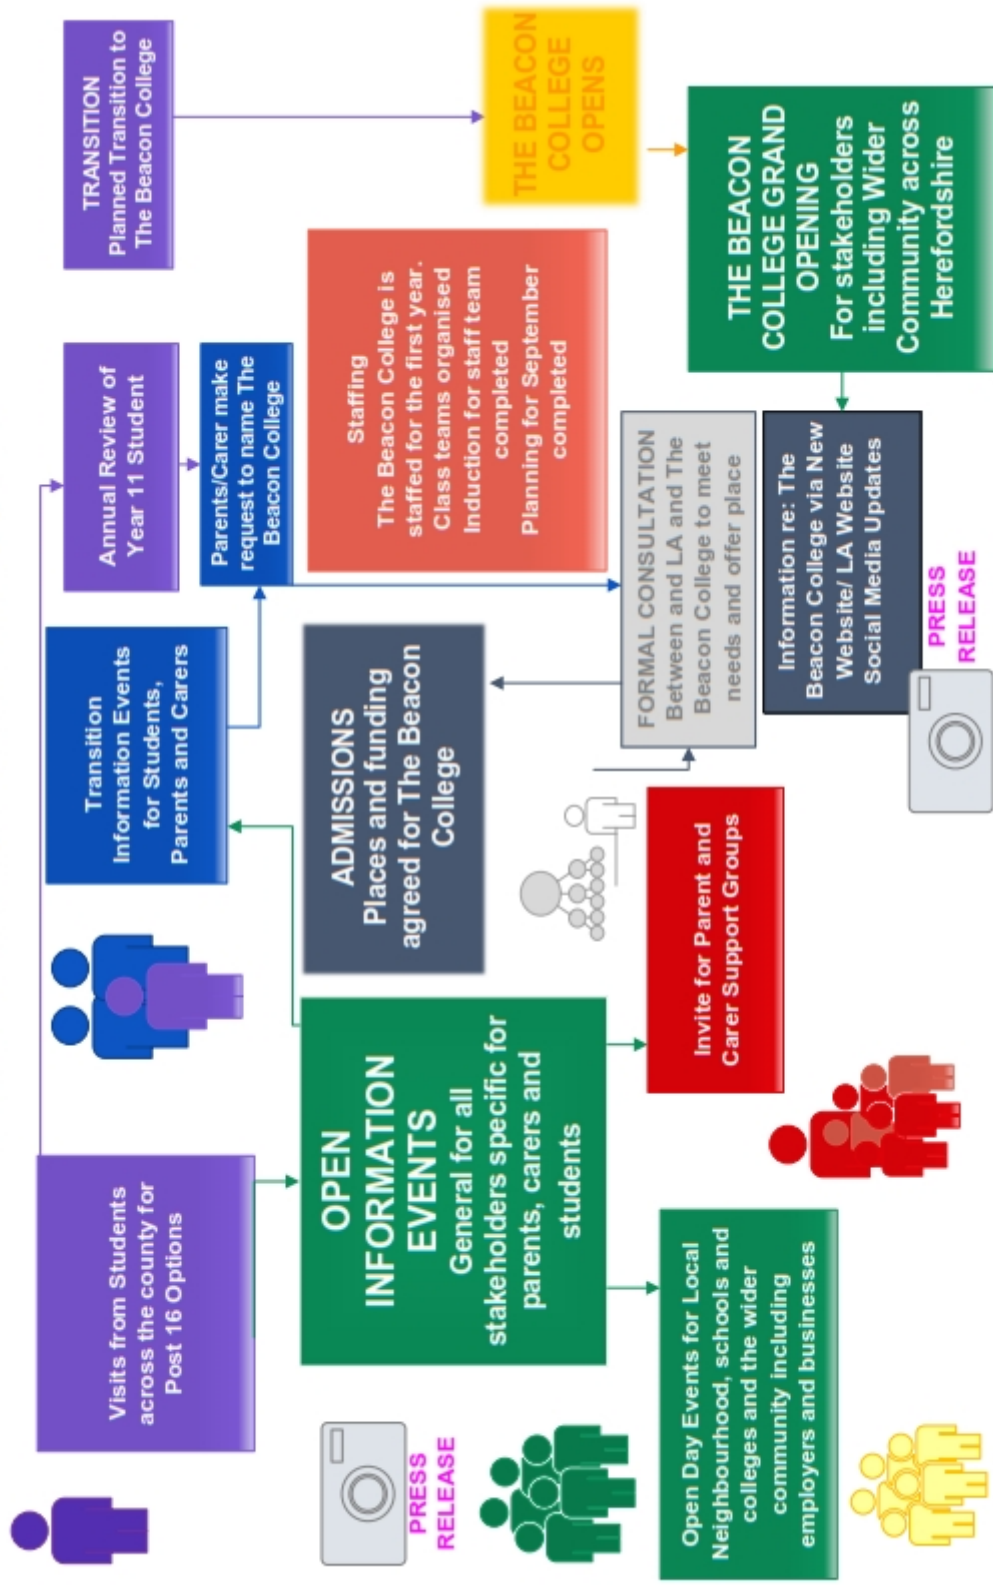 Visits from Students
across the county for
Post 16 Options
Transition
Information Events
for Students,
Parents and Carers
Annual Review of
Year 11 Student
Parents/Carer make
request to name The
Beacon College
TRANSITION
Planned Transition to
The Beacon College
PRESS
RELEASE
OPEN
INFORMATION
EVENTS
General for all
stakeholders specific for
parents, carers and
students
ADMISSIONS
Places and funding
agreed for The Beacon
College
Staffing
The Beacon College is
staffed for the first year.
Class teams organised
Induction for staff team
completed
Planning for September
completed
THE BEACON
COLLEGE
OPENS
Open Day Events for Local
Neighbourhood, schools and
colleges and the wider
community including
employers and businesses
Invite for Parent and
Carer Support Groups
FORMAL CONSULTATION
Between and LA and The
Beacon College to meet
needs and offer place
Information re: The
Beacon College via New
Website/ LA Website
Social Media Updates
PRESS
RELEASE
THE BEACON
COLLEGE GRAND
OPENING
For stakeholders
including Wider
Community across
Herefordshire